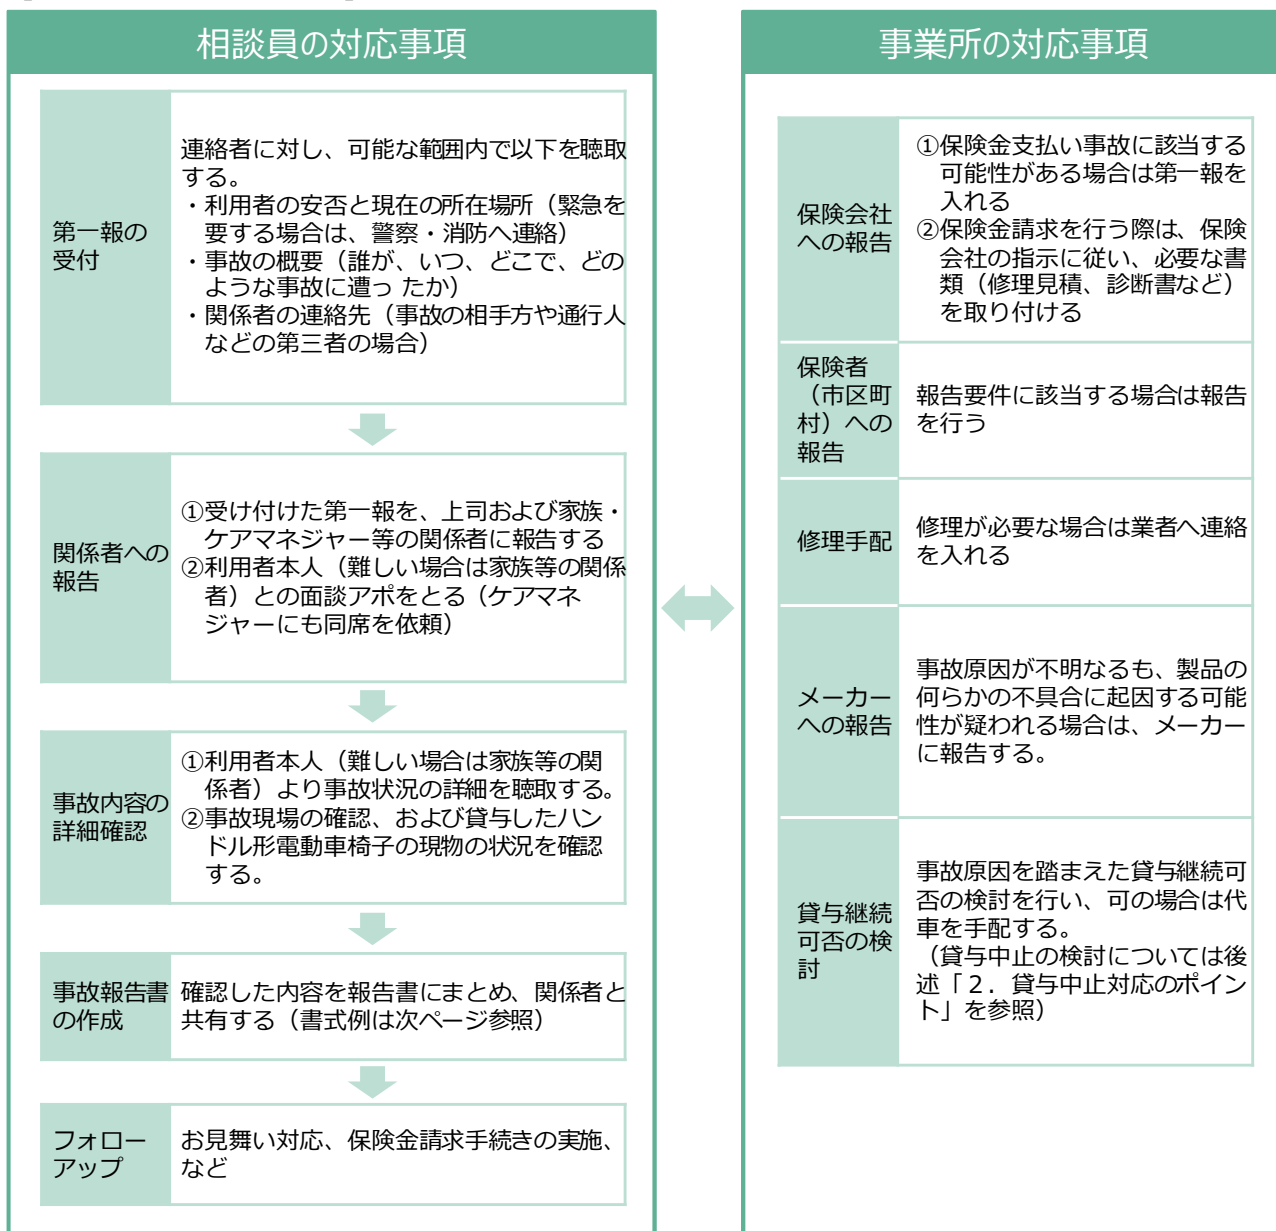 相談員の対応事項
第一報の
受付
連絡者に対し、可能な範囲内で以下を聴取
する。
・利用者の安否と現在の所在場所（緊急を
要する場合は、警察・消防へ連絡）
・事故の概要（誰が、いつ、どこで、どの
ような事故に遭っ たか）
・関係者の連絡先（事故の相手方や通行人
などの第三者の場合）
関係者への
報告
①受け付けた第一報を、上司および家族・
ケアマネジャー等の関係者に報告する
②利用者本人（難しい場合は家族等の関係
者）との面談アポをとる（ケアマネ
ジャーにも同席を依頼）
事故内容の
詳細確認
①利用者本人（難しい場合は家族等の関
係者）より事故状況の詳細を聴取する。
②事故現場の確認、および貸与したハン
ドル形電動車椅子の現物の状況を確認
する。
事故報告書
の作成
確認した内容を報告書にまとめ、関係者と
共有する（書式例は次ページ参照）
フォロー
アップ
お見舞い対応、保険金請求手続きの実施、
など
事業所の対応事項
保険会社
への報告
①保険金支払い事故に該当する
可能性がある場合は第一報を
入れる
②保険金請求を行う際は、保険
会社の指示に従い、必要な書
類（修理見積、診断書など）
を取り付ける
保険者
（市区町
村）への
報告
報告要件に該当する場合は報告
を行う
修理手配
修理が必要な場合は業者へ連絡
を入れる
メーカー
への報告
事故原因が不明なるも、製品の
何らかの不具合に起因する可能
性が疑われる場合は、メーカー
に報告する。
貸与継続
可否の検
討
事故原因を踏まえた貸与継続可
否の検討を行い、可の場合は代
車を手配する。
（貸与中止の検討については後
述「２．貸与中止対応のポイン
ト」を参照）